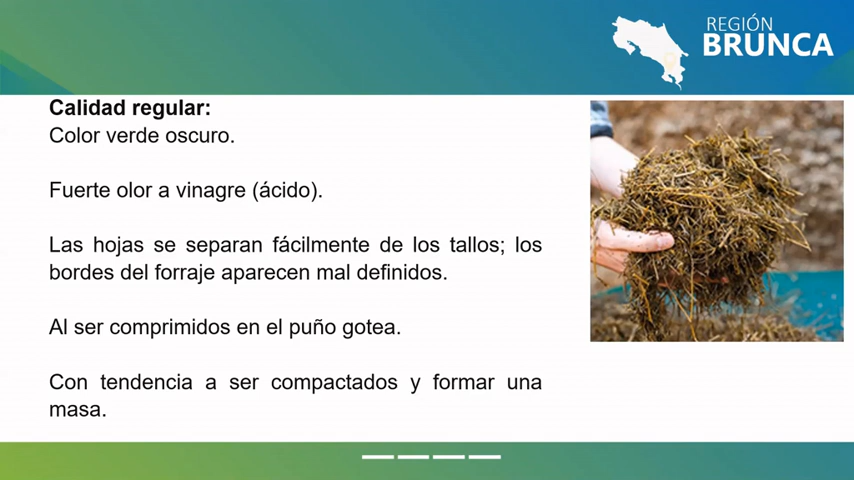 REGIÓN
BRUNCA
Calidad regular:
Color verde oscuro.
Fuerte olor a vinagre (ácido).
Las hojas se separan fácilmente de los tallos; los
bordes del forraje aparecen mal definidos.
Al ser comprimidos en el puño gotea.
Con tendencia a ser compactados y formar una
masa.